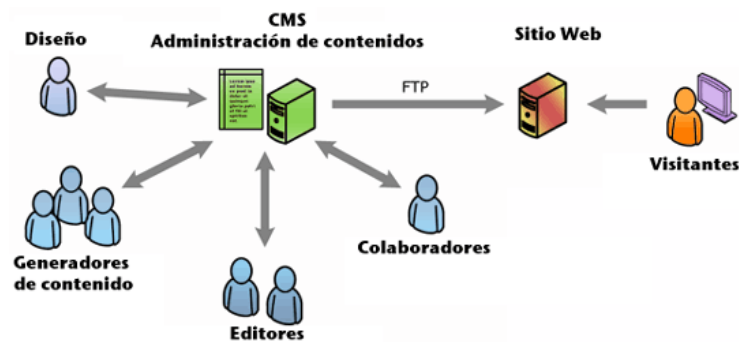 CMS
Administración de contenidos
Diseño
Sitio Web
FTP
Visitantes
Generadores
de contenido
Colaboradores
Editores